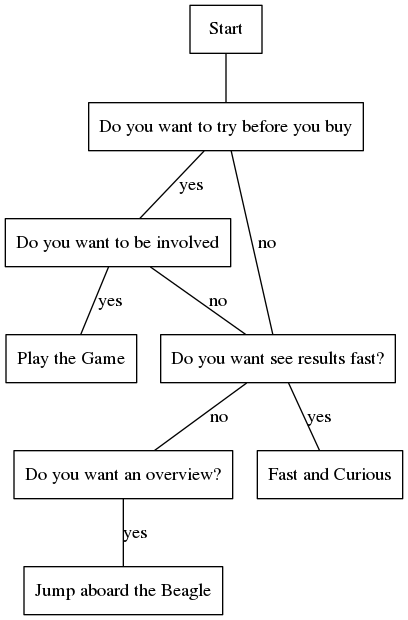 Start
Do you want to try before you buy
yes
Do you want to be involved
no
yes
no
Play the Game
Do you want see results fast?
no
yes
Do you want an overview?
Fast and Curious
yes
Jump aboard the Beagle